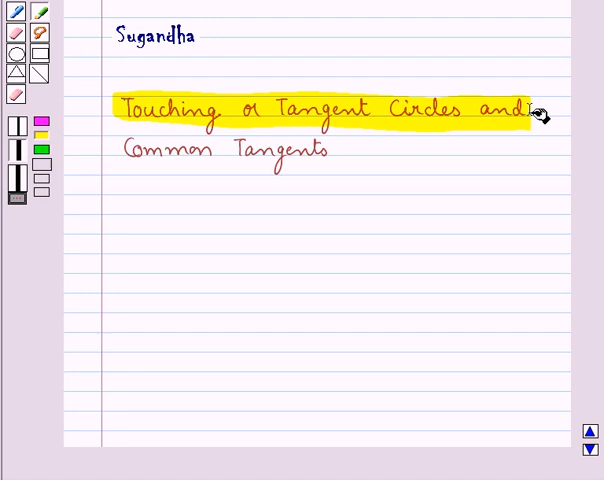 Sugandha
Touching or Tangent Circles and
Common Tangents